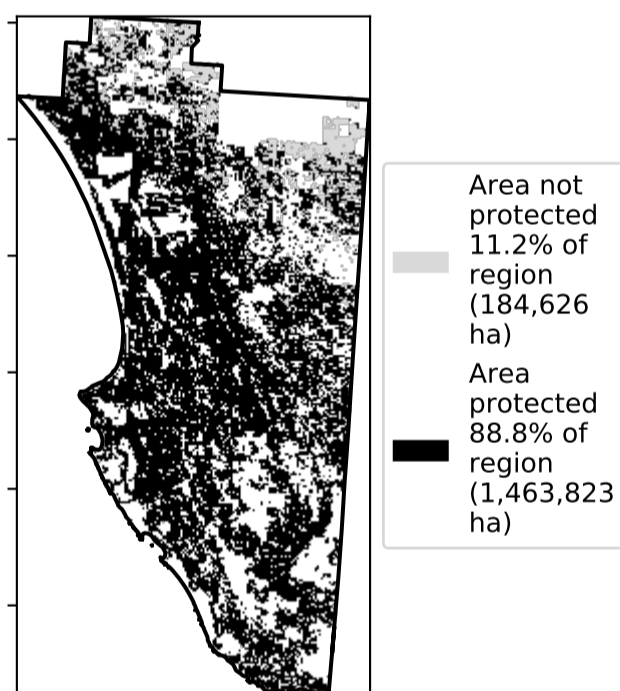 Area not
protected
11.2% of
region
(184,626
ha)
Area
protected
88.8% of
region
(1,463,823
ha)